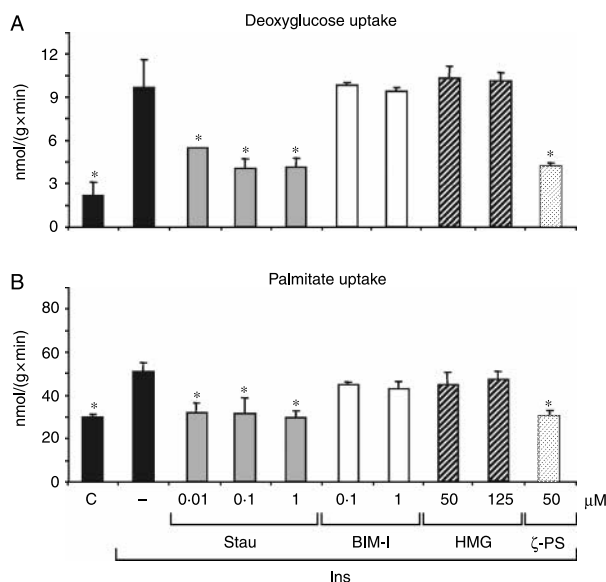 Deoxyglucose uptake
A
12
9
6
3
0
nmol/(g×min)
*
*
*
*
*
Palmitate uptake
B
80
60
40
20
0
nmol/(g×min)
*
*
*
*
*
C – 0·01 0·1 1 0·1 1 50 125 50 μM
Stau BIM-I HMG ζ-PS
Ins